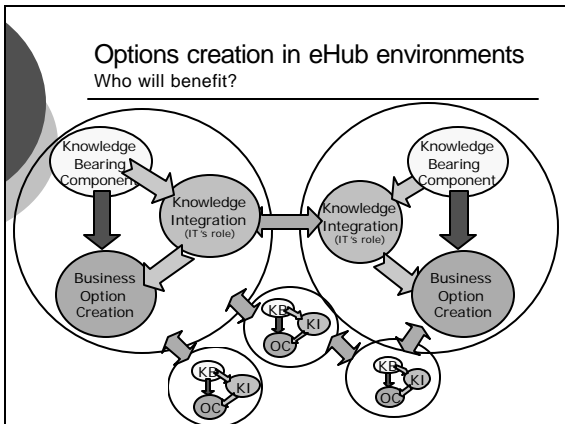 Options creation in eHub environments
Who will benefit?
Knowledge
Bearing
Component
Knowledge
Integration
(IT's role)
Business
Option
Creation
Knowledge
Bearing
Component
Knowledge
Integration
(IT's role)
Business
Option
Creation
KB
KI
OC
KB
KI
OC
KB
KI
OC